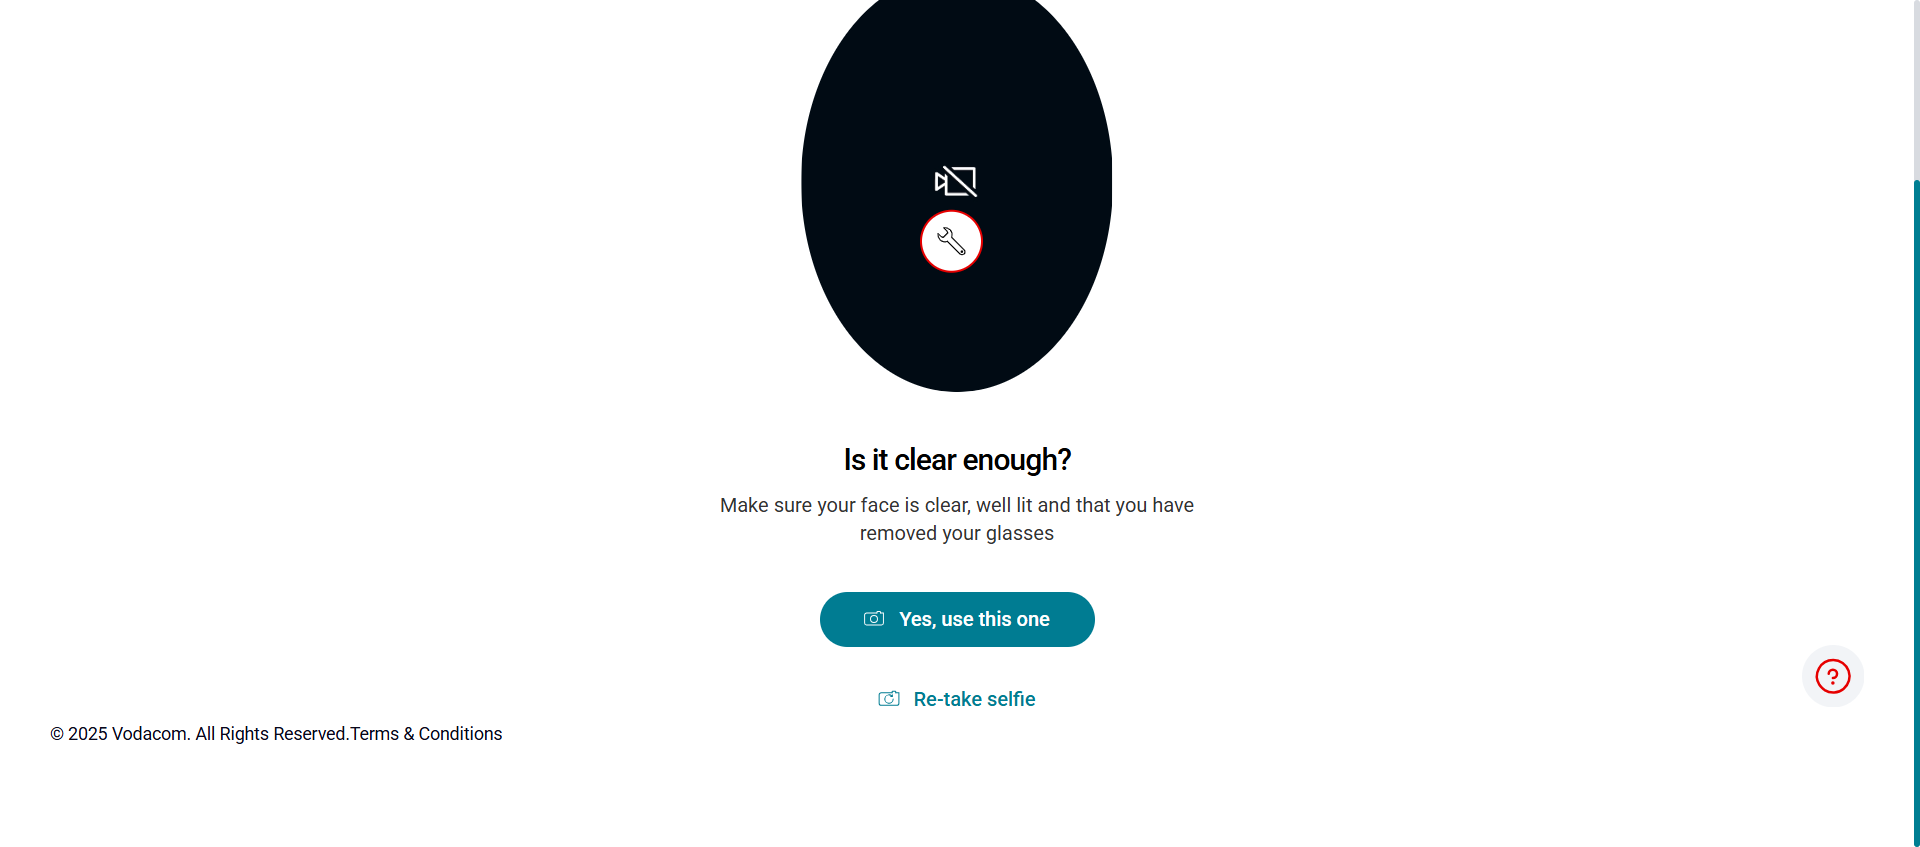 Is it clear enough?
Make sure your face is clear, well lit and that you have
removed your glasses
Yes, use this one
Re-take selfie
© 2025 Vodacom. All Rights Reserved.Terms & Conditions